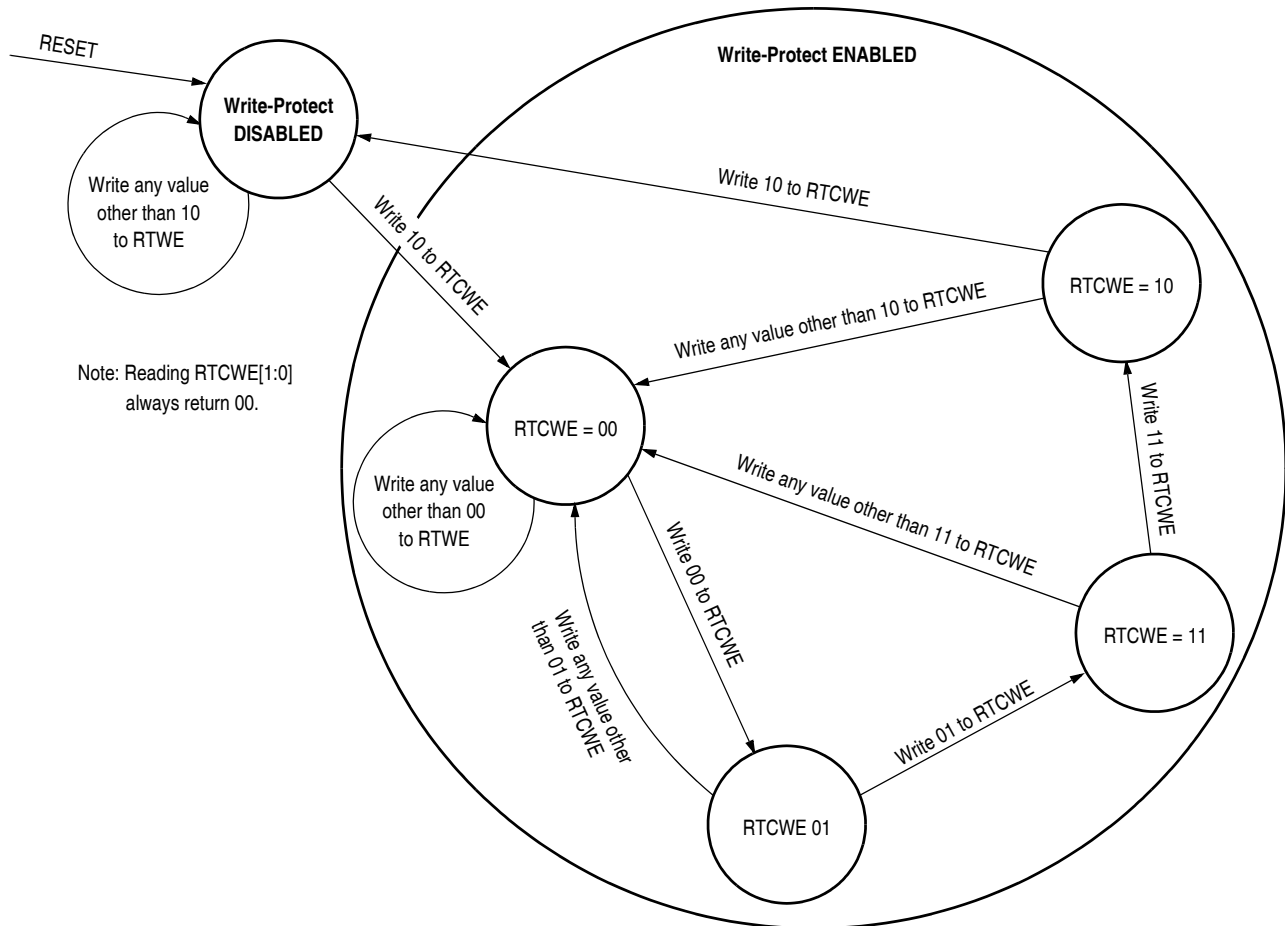 RESET
Write-Protect ENABLED
Write-Protect
DISABLED
Write any value
other than 10
to RTWE
Write 10 to RTCWE
Write 10 to RTCWE
RTCWE = 10
Write any value other than 10 to RTCWE
Note: Reading RTCWE[1:0]
always return 00.
RTCWE = 00
Write 11 to RTCWE
Write any value
other than 00
to RTWE
Write any value other than 11 to RTCWE
Write 00 to RTCWE
RTCWE = 11
Write any value other
than 01 to RTCWE
Write 01 to RTCWE
RTCWE 01